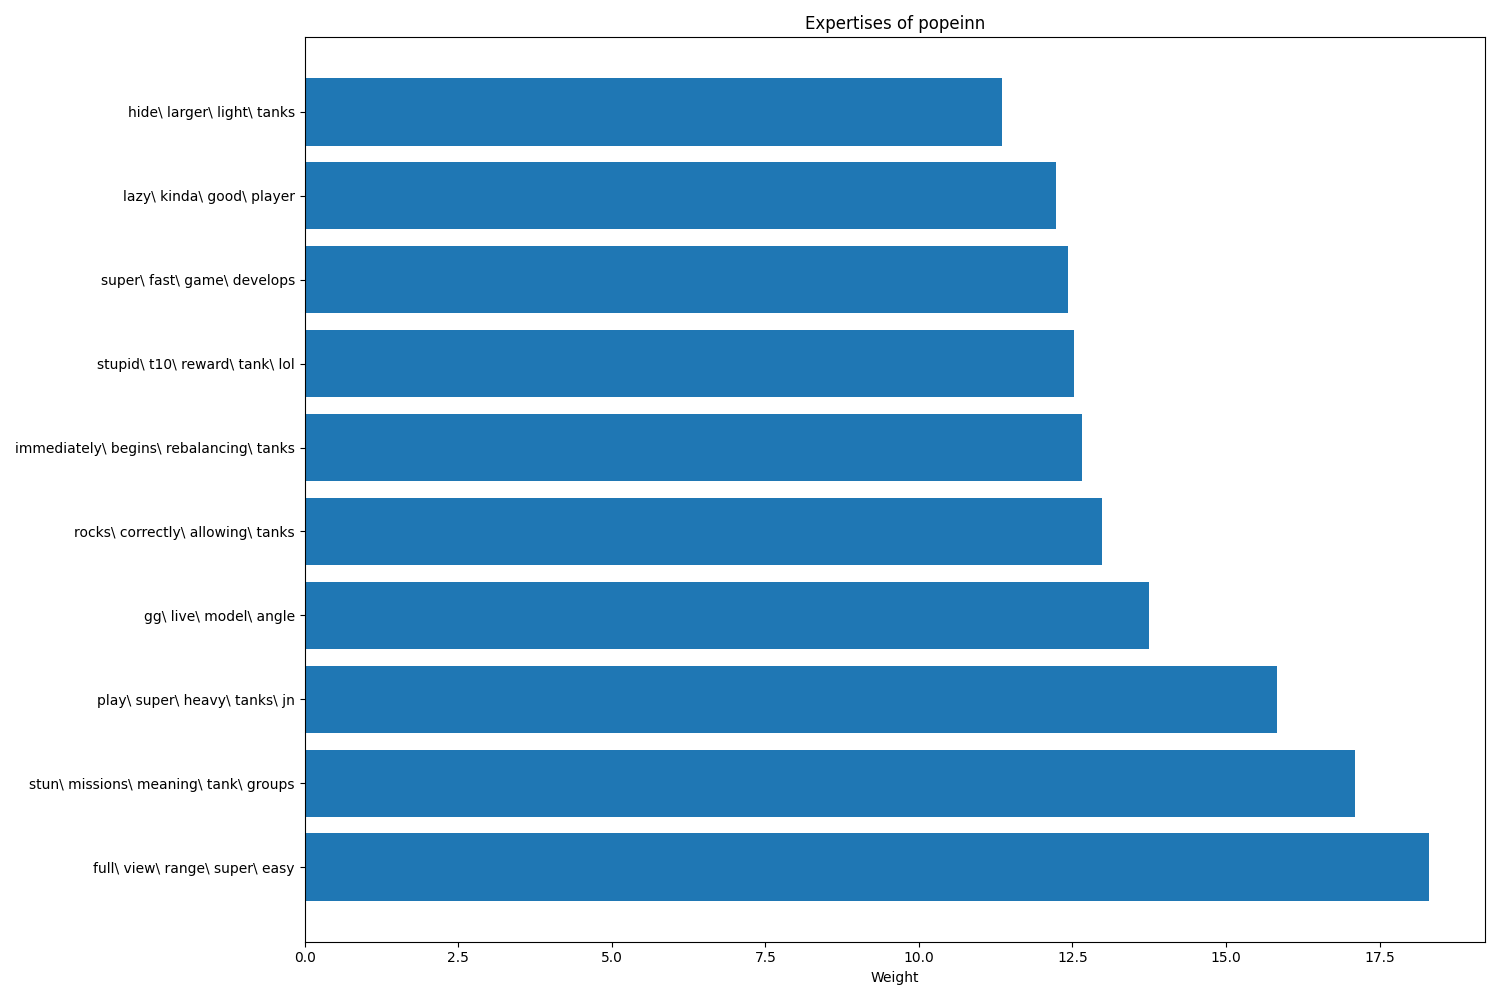 Expertises of popeinn
hide\ larger\ light\ tanks
lazy\ kinda\ good\ player
super\ fast\ game\ develops
stupid\ t10\ reward\ tank\ lol
immediately\ begins\ rebalancing\ tanks
rocks\ correctly\ allowing\ tanks
gg\ live\ model\ angle
play\ super\ heavy\ tanks\ jn
stun\ missions\ meaning\ tank\ groups
full\ view\ range\ super\ easy
0.0 2.5 5.0 7.5 10.0 12.5 15.0 17.5
Weight